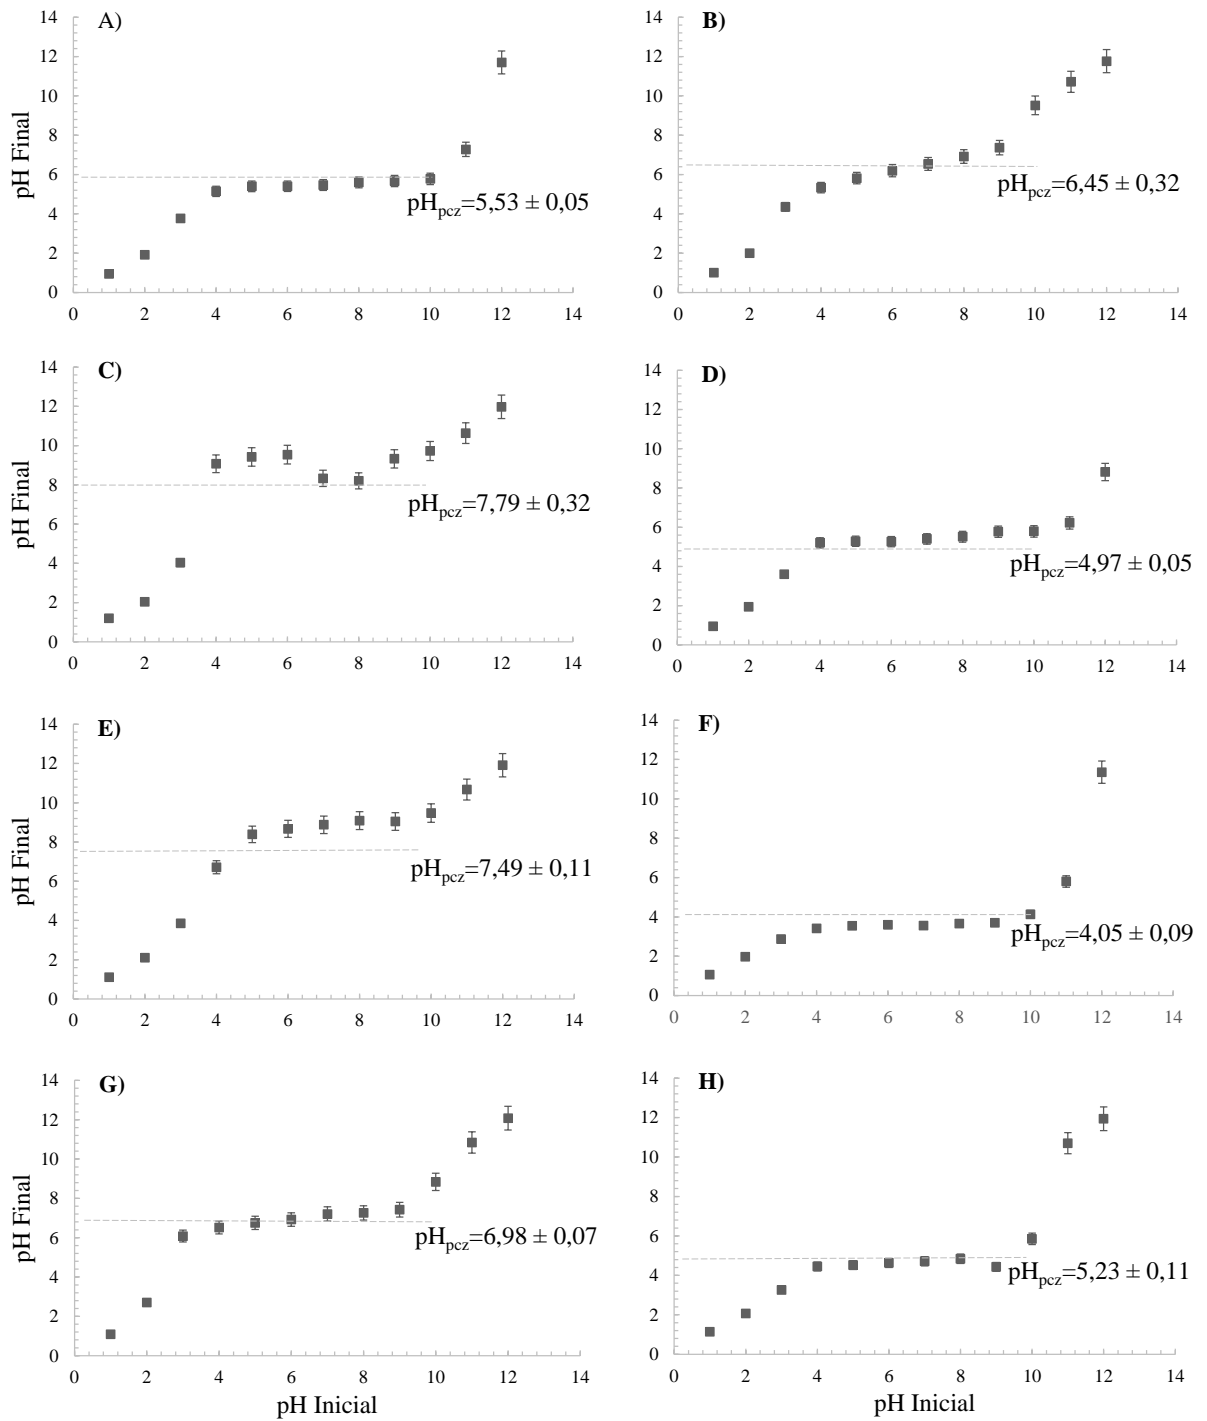 A)
14
12
10
8
6
4
2
0
pH Final
pHpcz=5,53 ± 0,05
0 2 4 6 8 10 12 14
B)
14
12
10
8
6
4
2
0
pHpcz=6,45 ± 0,32
0 2 4 6 8 10 12 14
C)
14
12
10
8
6
4
2
0
pH Final
pHpcz=7,79 ± 0,32
0 2 4 6 8 10 12 14
D)
14
12
10
8
6
4
2
0
pHpcz=4,97 ± 0,05
0 2 4 6 8 10 12 14
E)
14
12
10
8
6
4
2
0
pH Final
pHpcz=7,49 ± 0,11
0 2 4 6 8 10 12 14
F)
14
12
10
8
6
4
2
0
pHpcz=4,05 ± 0,09
0 2 4 6 8 10 12 14
G)
14
12
10
8
6
4
2
0
pH Final
pHpcz=6,98 ± 0,07
0 2 4 6 8 10 12 14
pH Inicial
H)
14
12
10
8
6
4
2
0
pHpcz=5,23 ± 0,11
0 2 4 6 8 10 12 14
pH Inicial